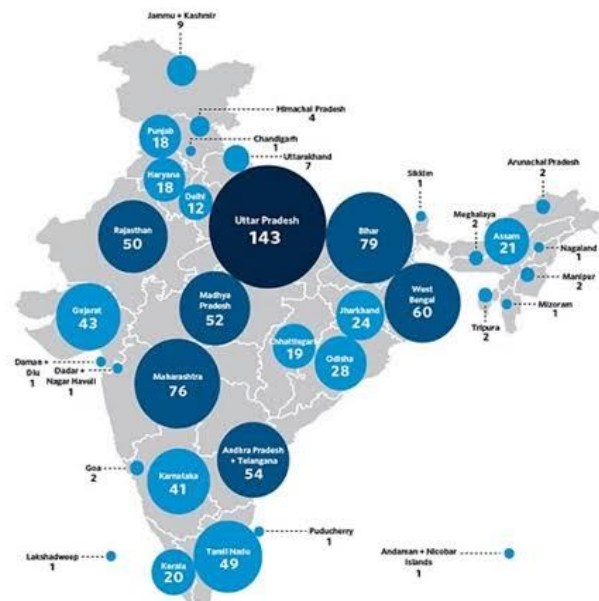 Jammu + Kashmir
9
Himachal Pradesh
4
Punjab
18
Chandigarh
1
Uttarakhand
7
Haryana
18
Delhi
12
Arunachal Pradesh
2
Sikkim
1
Meghalaya
2
Assam
21
Nagaland
1
Manipur
2
Mizoram
1
Tripura
2
Rajasthan
50
Uttar Pradesh
143
Bihar
79
West
Bengal
60
Gujarat
43
Madhya
Pradesh
52
Jharkhand
24
Chhattisgarh
19
Odisha
28
Daman +
Diu
1
Dadar +
Nagar Haveli
1
Maharashtra
76
Andhra Pradesh
+ Telangana
54
Goa
2
Karnataka
41
Puducherry
1
Lakshadweep
1
Kerala
20
Tamil Nadu
49
Andaman + Nicobar
Islands
1